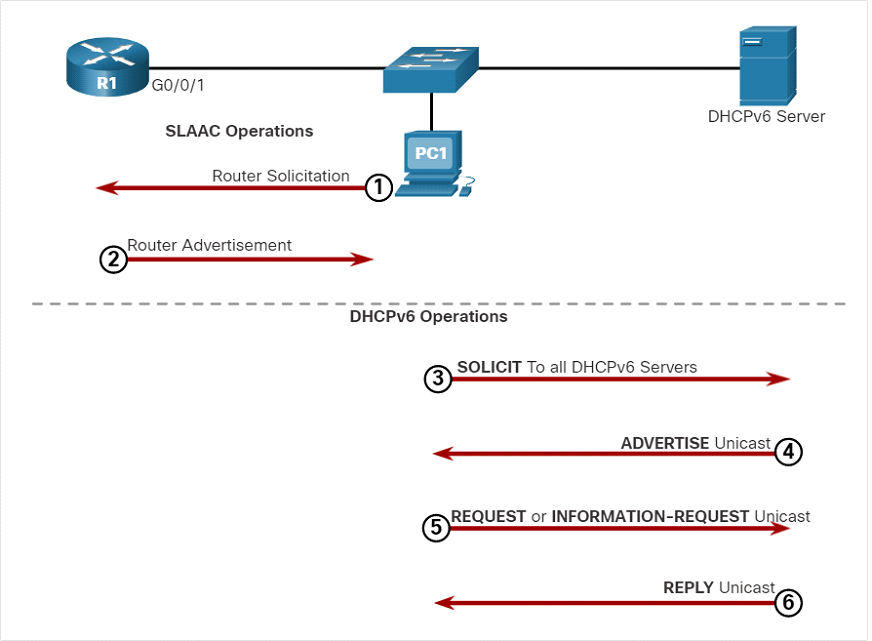 R1
G0/0/1
DHCPv6 Server
SLAAC Operations
PC1
Router Solicitation
1
Router Advertisement
2
DHCPv6 Operations
SOLICIT To all DHCPv6 Servers
3
ADVERTISE Unicast
4
REQUEST or INFORMATION-REQUEST Unicast
5
REPLY Unicast
6